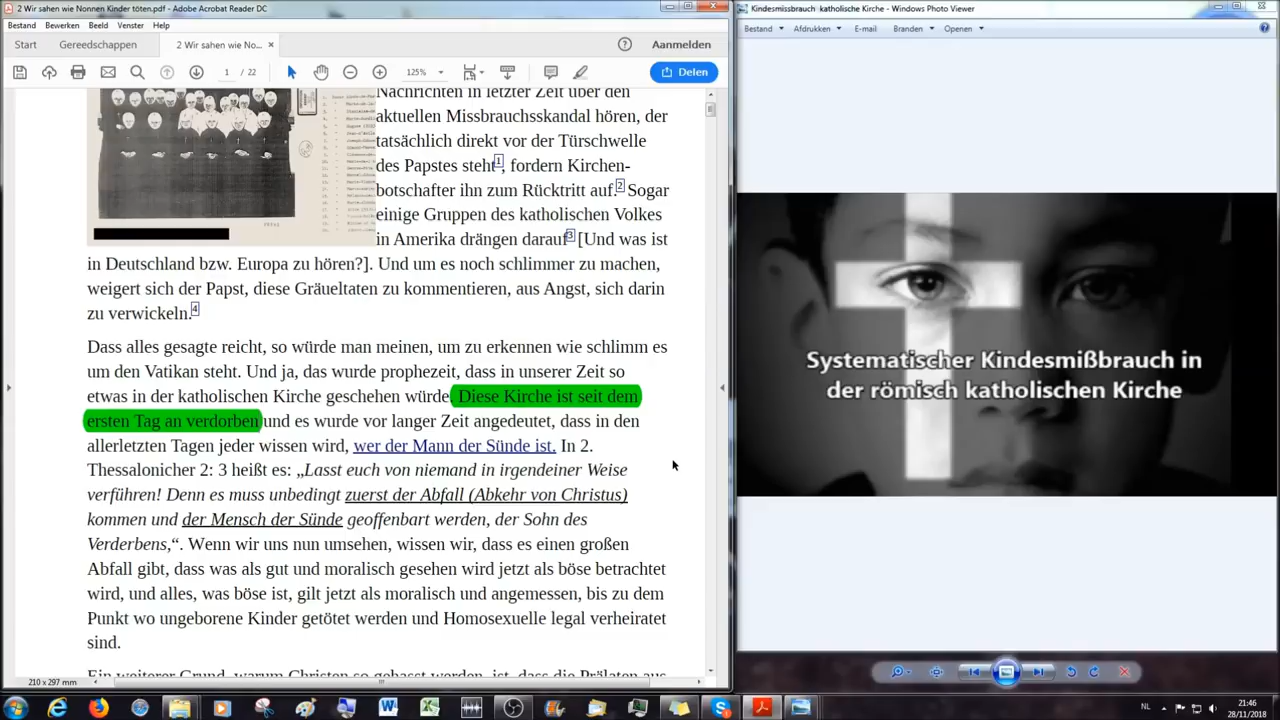 2 Wir sahen wie Nonnen Kinder töten.pdf - Adobe Acrobat Reader DC
Bestand Bewerken Beeld Venster Help
Start Gereedschappen 2 Wir sahen wie No... × Aanmelden
1 / 22 125% Delen
Nachrichten in letzter Zeit über den
aktuellen Missbrauchsskandal hören, der
tatsächlich direkt vor der Türschwelle
des Papstes steht1, fordern Kirchen-
botschafter ihn zum Rücktritt auf.2 Sogar
einige Gruppen des katholischen Volkes
in Amerika drängen darauf3 [Und was ist
in Deutschland bzw. Europa zu hören?]. Und um es noch schlimmer zu machen,
weigert sich der Papst, diese Gräueltaten zu kommentieren, aus Angst, sich darin
zu verwickeln.4
Dass alles gesagte reicht, so würde man meinen, um zu erkennen wie schlimm es
um den Vatikan steht. Und ja, das wurde prophezeit, dass in unserer Zeit so
etwas in der katholischen Kirche geschehen würde. Diese Kirche ist seit dem
ersten Tag an verdorben und es wurde vor langer Zeit angedeutet, dass in den
allerletzten Tagen jeder wissen wird, wer der Mann der Sünde ist. In 2.
Thessalonicher 2: 3 heißt es: „Lasst euch von niemand in irgendeiner Weise
verführen! Denn es muss unbedingt zuerst der Abfall (Abkehr von Christus)
kommen und der Mensch der Sünde geoffenbart werden, der Sohn des
Verderbens,“. Wenn wir uns nun umsehen, wissen wir, dass es einen großen
Abfall gibt, dass was als gut und moralisch gesehen wird jetzt als böse betrachtet
wird, und alles, was böse ist, gilt jetzt als moralisch und angemessen, bis zu dem
Punkt wo ungeborene Kinder getötet werden und Homosexuelle legal verheiratet
sind.
Ein weiterer Grund, warum Christen so gehasst werden, ist, dass die Prälaten aus
210 x 297 mm
Kindesmissbrauch katholische Kirche - Windows Photo Viewer
Bestand Afdrukken E-mail Branden Openen
Systematischer Kindesmißbrauch in
der römisch katholischen Kirche
NL 21:46
28/11/2018